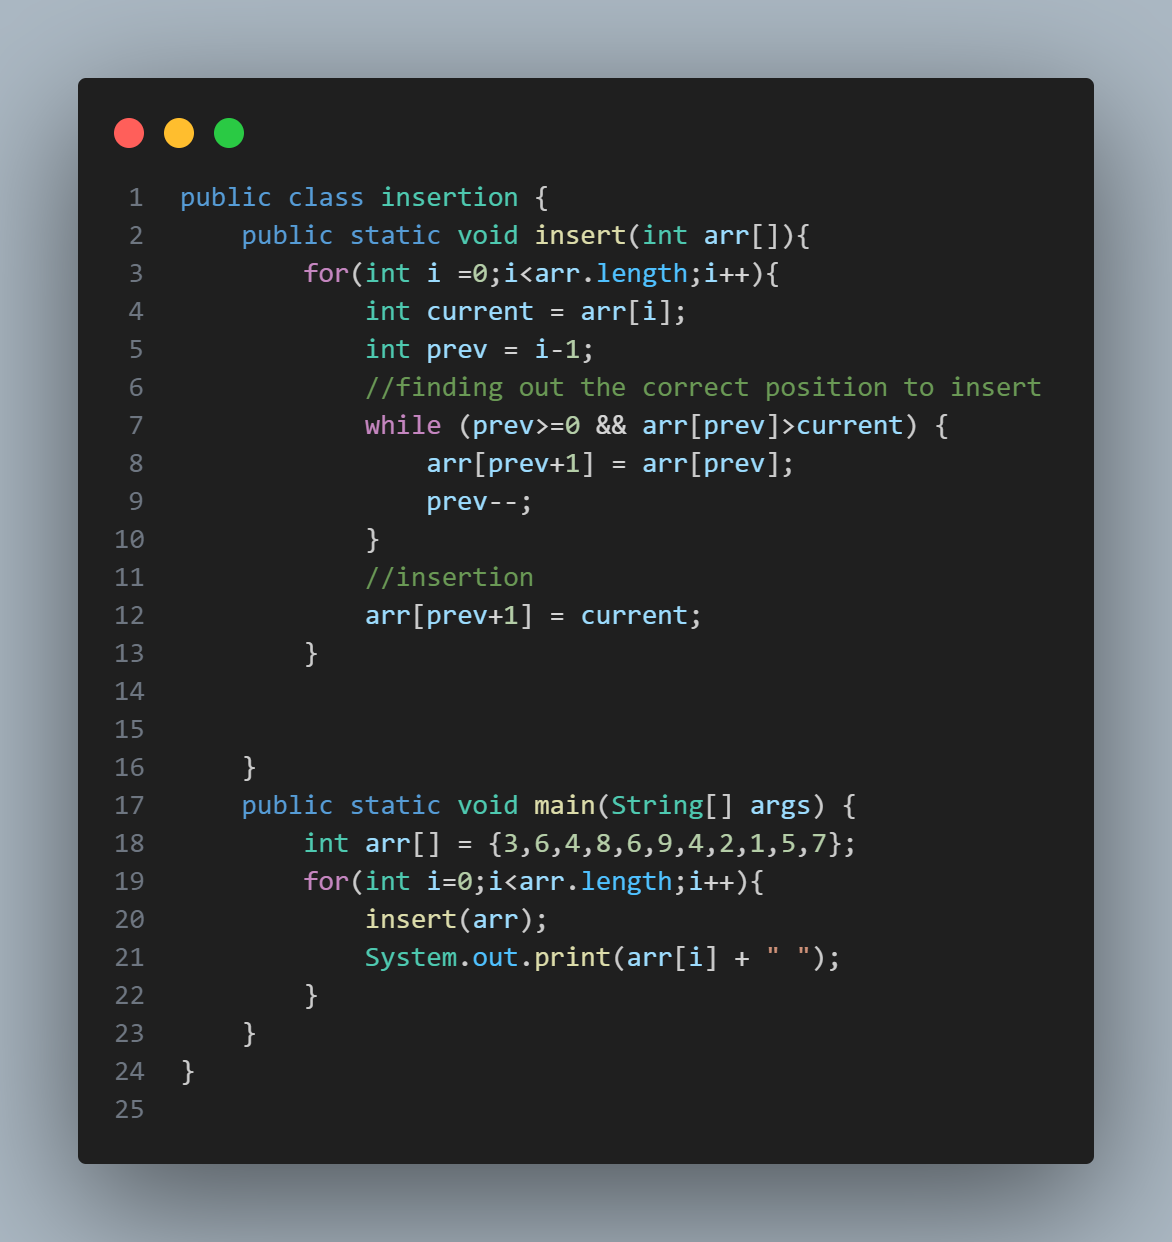 1 public class insertion {
2     public static void insert(int arr[]){
3         for(int i =0;i<arr.length;i++){
4             int current = arr[i];
5             int prev = i-1;
6             //finding out the correct position to insert
7             while (prev>=0 && arr[prev]>current) {
8                 arr[prev+1] = arr[prev];
9                 prev--;
10             }
11             //insertion
12             arr[prev+1] = current;
13         }
14
15
16     }
17     public static void main(String[] args) {
18         int arr[] = {3,6,4,8,6,9,4,2,1,5,7};
19         for(int i=0;i<arr.length;i++){
20             insert(arr);
21             System.out.print(arr[i] + " ");
22         }
23     }
24 }
25